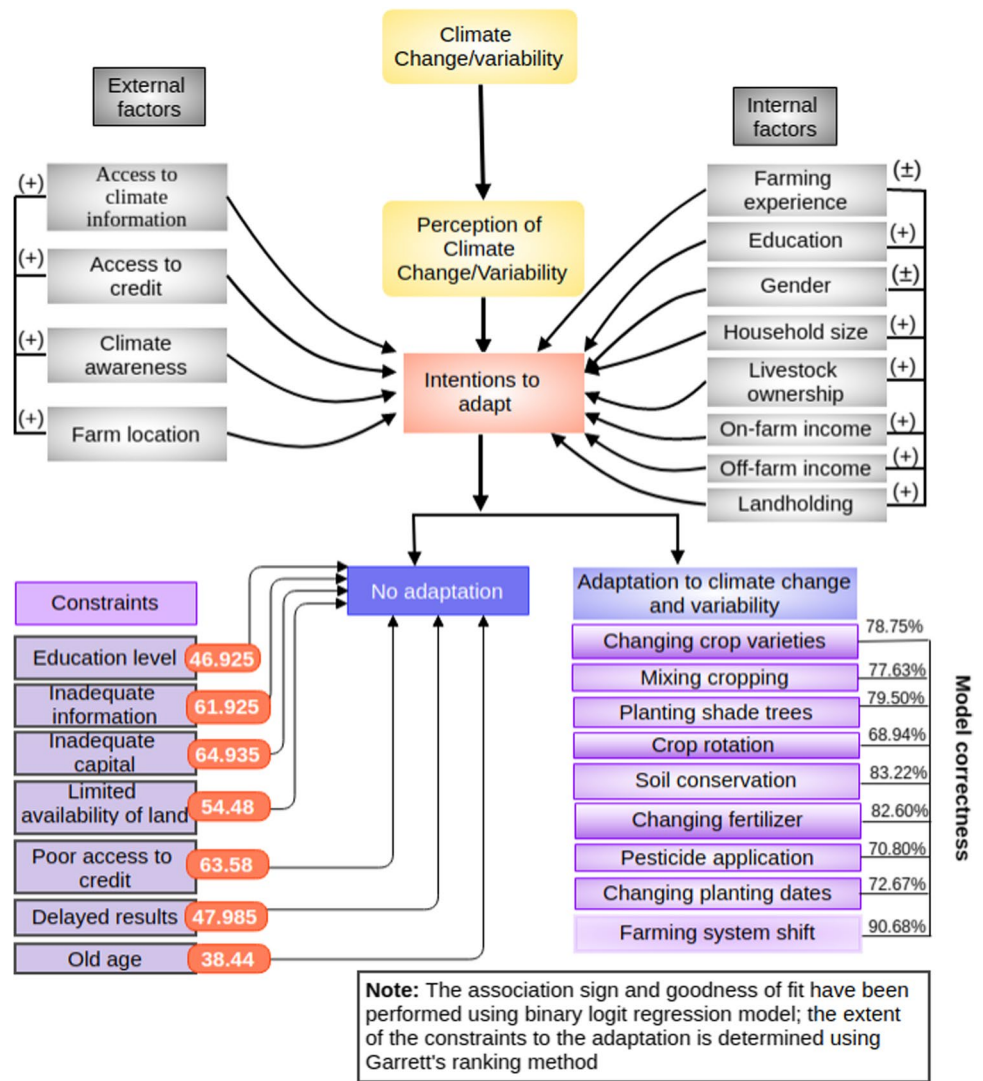 Climate
Change/variability
External
factors
Internal
factors
Perception of
Climate
Change/Variability
(+)
Access to
climate
information
(+)
Access to
credit
(+)
Climate
awareness
(+)
Farm location
Intentions to
adapt
Farming
experience
(±)
Education
(+)
Gender
(±)
Household size
(+)
Livestock
ownership
(+)
On-farm income
(+)
Off-farm income
(+)
Landholding
(+)
No adaptation
Constraints
Education level 46.925
Inadequate
information
61.925
Inadequate
capital
64.935
Limited
availability of land
54.48
Poor access to
credit
63.58
Delayed results 47.985
Old age 38.44
Adaptation to climate change
and variability
Changing crop varieties 78.75%
Mixing cropping 77.63%
Planting shade trees 79.50%
Crop rotation 68.94%
Soil conservation 83.22%
Changing fertilizer 82.60%
Pesticide application 70.80%
Changing planting dates 72.67%
Farming system shift 90.68%
Model correctness
Note: The association sign and goodness of fit have been
performed using binary logit regression model; the extent
of the constraints to the adaptation is determined using
Garrett's ranking method